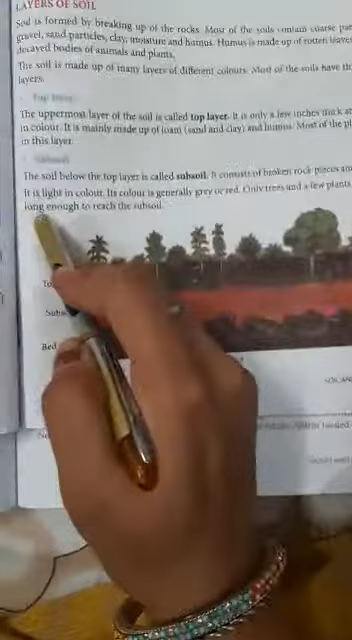 LAYERS OF SOIL
Soil is formed by breaking up of the rocks. Most of the soils contain coarse
gravel, sand particles, clay, moisture and humus. Humus is made up of rotten leaves
decayed bodies of animals and plants.
The soil is made up of many layers of different colours. Most of the soils have
layers.
Top layer
The uppermost layer of the soil is called top layer. It is only a few inches thick
in colour. It is mainly made up of loam (sand and clay) and humus. Most of the
in this layer.
Subsoil
The soil below the top layer is called subsoil. It consists of broken rock pieces
It is light in colour. Its colour is generally grey or red. Only trees and a few plants
long enough to reach the subsoil.
Bed